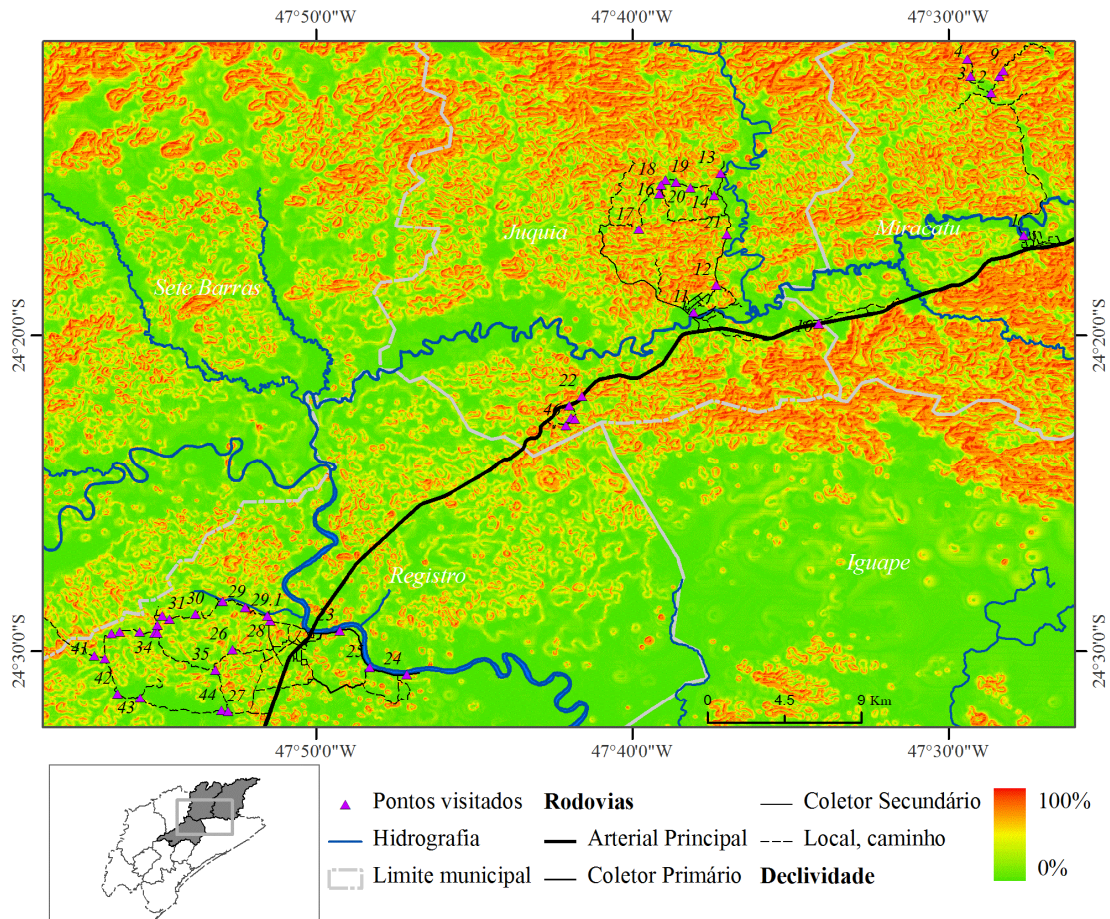 47°50'0"W 47°40'0"W 47°30'0"W
4 9
3 2
18 19 13
16 20 14
17 21
Juquiá Miracatu 1
12
Sete Barras
11
24°20'0"S 10 24°20'0"S
22
46
Iguape
Registro
31 30 29 29.1
23
26 28
34
24°30'0"S 41 35 25 24 24°30'0"S
42
44 27
43
0 4.5 9 Km
47°50'0"W 47°40'0"W 47°30'0"W
Pontos visitados Rodovias Coletor Secundário 100%
Hidrografia Arterial Principal Local, caminho
Limite municipal Coletor Primário Declividade 0%